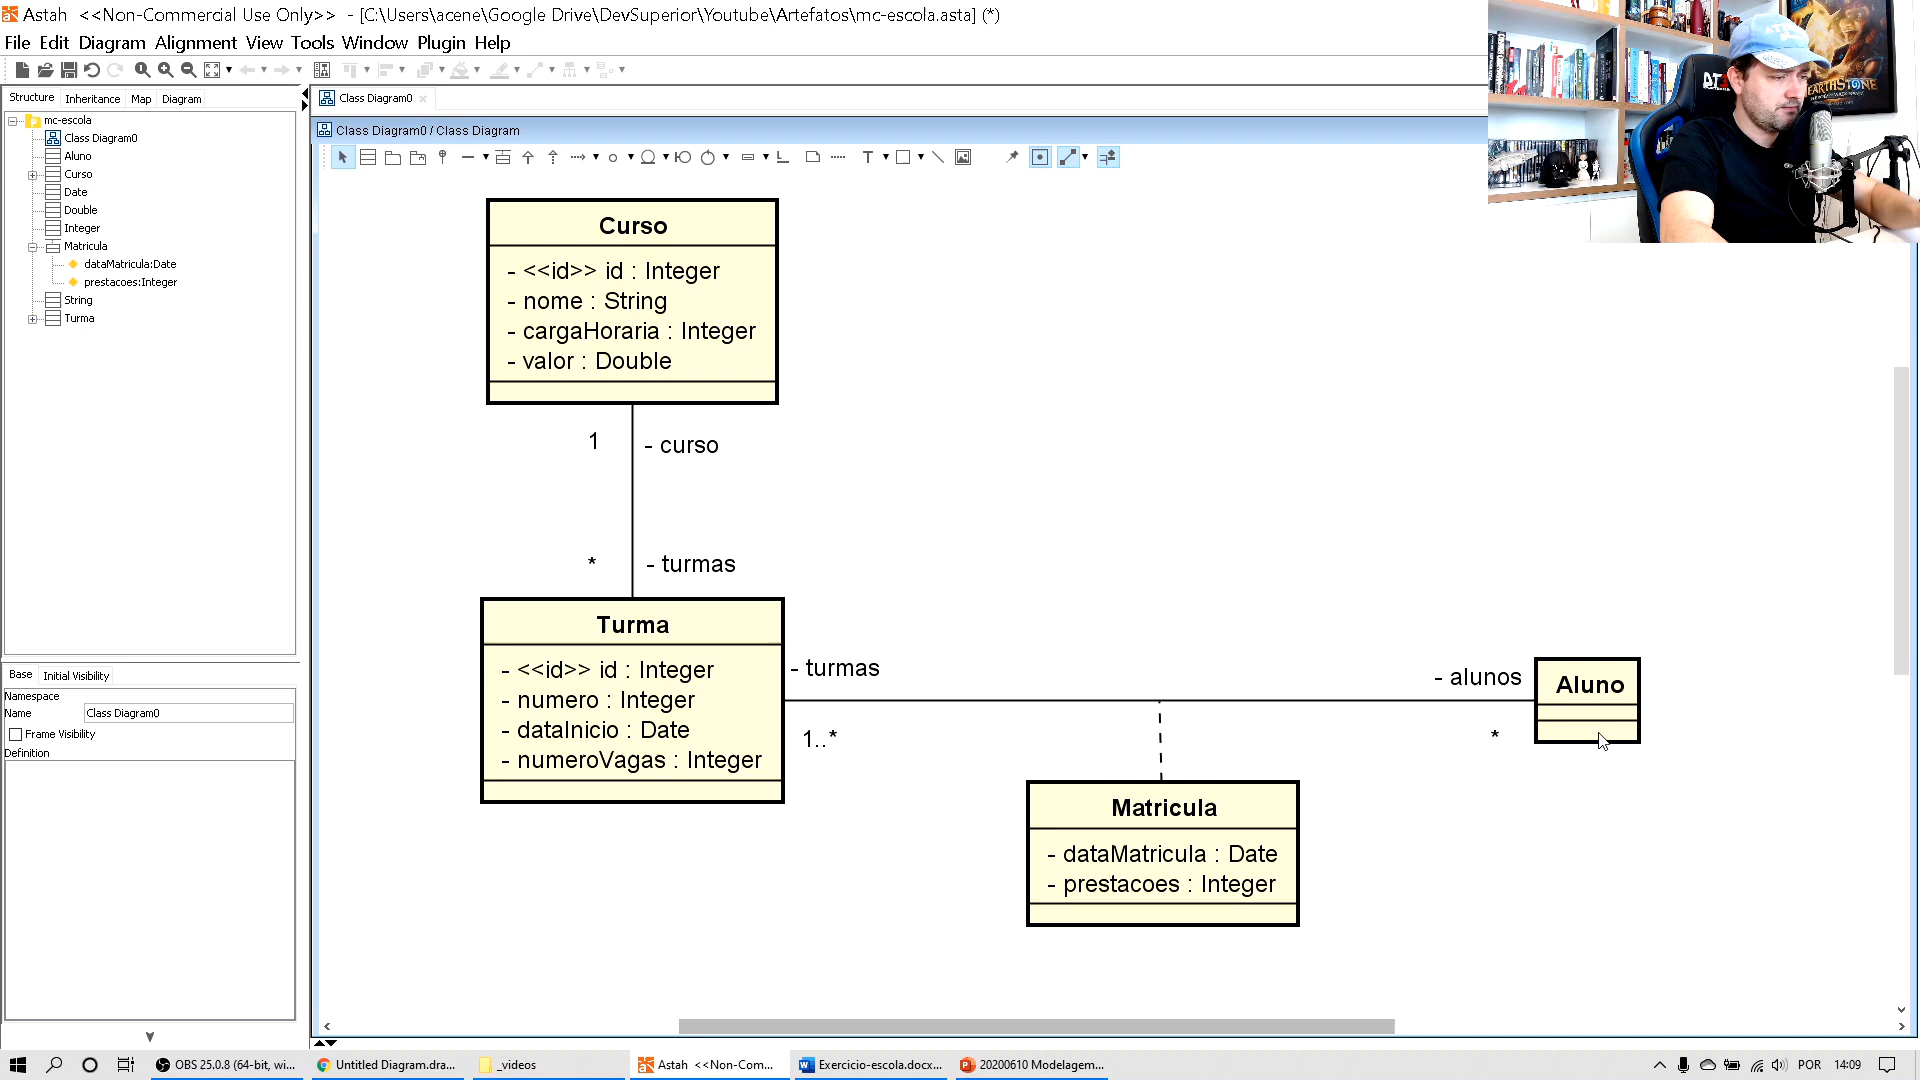 Astah <<Non-Commercial Use Only>> - [C:\Users\acene\Google Drive\DevSuperior\Youtube\Artefatos\mc-escola.asta] (*)
File Edit Diagram Alignment View Tools Window Plugin Help
Structure Inheritance Map Diagram
mc-escola
Class Diagram0
Aluno
Curso
Date
Double
Integer
Matricula
dataMatricula:Date
prestacoes:Integer
String
Turma
Base Initial Visibility
Namespace
Name Class Diagram0
Frame Visibility
Definition
Class Diagram0
Class Diagram0 / Class Diagram
Curso
- <<id>> id : Integer
- nome : String
- cargaHoraria : Integer
- valor : Double
1
- curso
*
- turmas
Turma
- <<id>> id : Integer
- numero : Integer
- dataInicio : Date
- numeroVagas : Integer
- turmas
1..*
- alunos
*
Aluno
Matricula
- dataMatricula : Date
- prestacoes : Integer
HEARTHSTONE
OBS 25.0.8 (64-bit, wi...
Untitled Diagram.dra...
_videos
Astah <<Non-Com...
Exercicio-escola.docx...
20200610 Modelagem...
POR
14:09